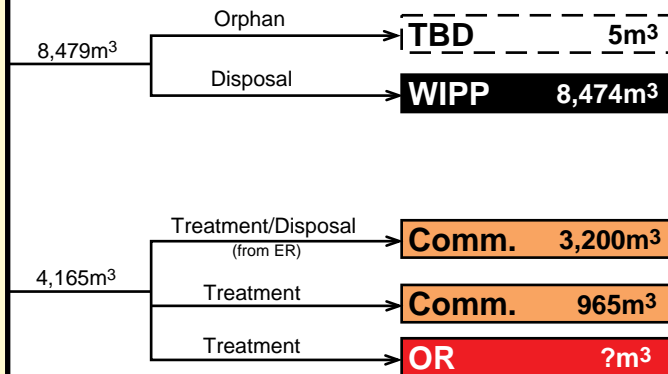 Orphan
TBD 5m³
8,479m³
Disposal
WIPP 8,474m³
Treatment/Disposal
(from ER)
Comm. 3,200m³
4,165m³
Treatment
Comm. 965m³
Treatment
OR ?m³